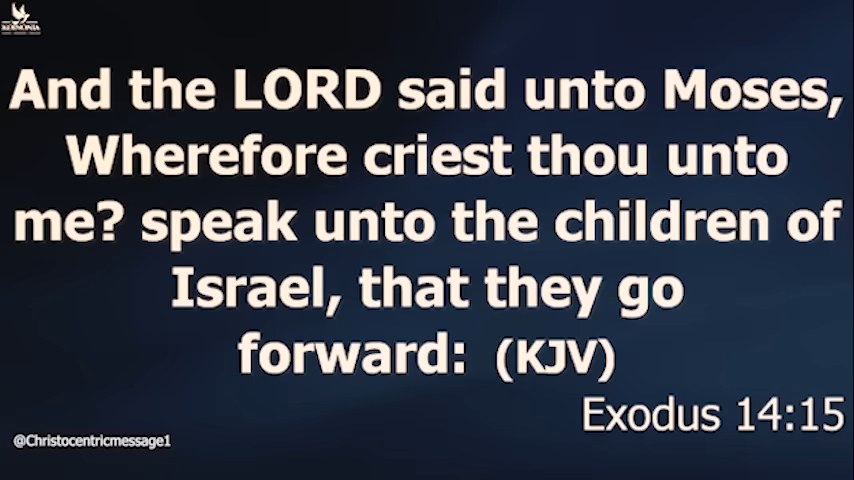 KOINONIA
And the LORD said unto Moses,
Wherefore criest thou unto
me? speak unto the children of
Israel, that they go
forward: (KJV)
Exodus 14:15
@Christocentricmessage1